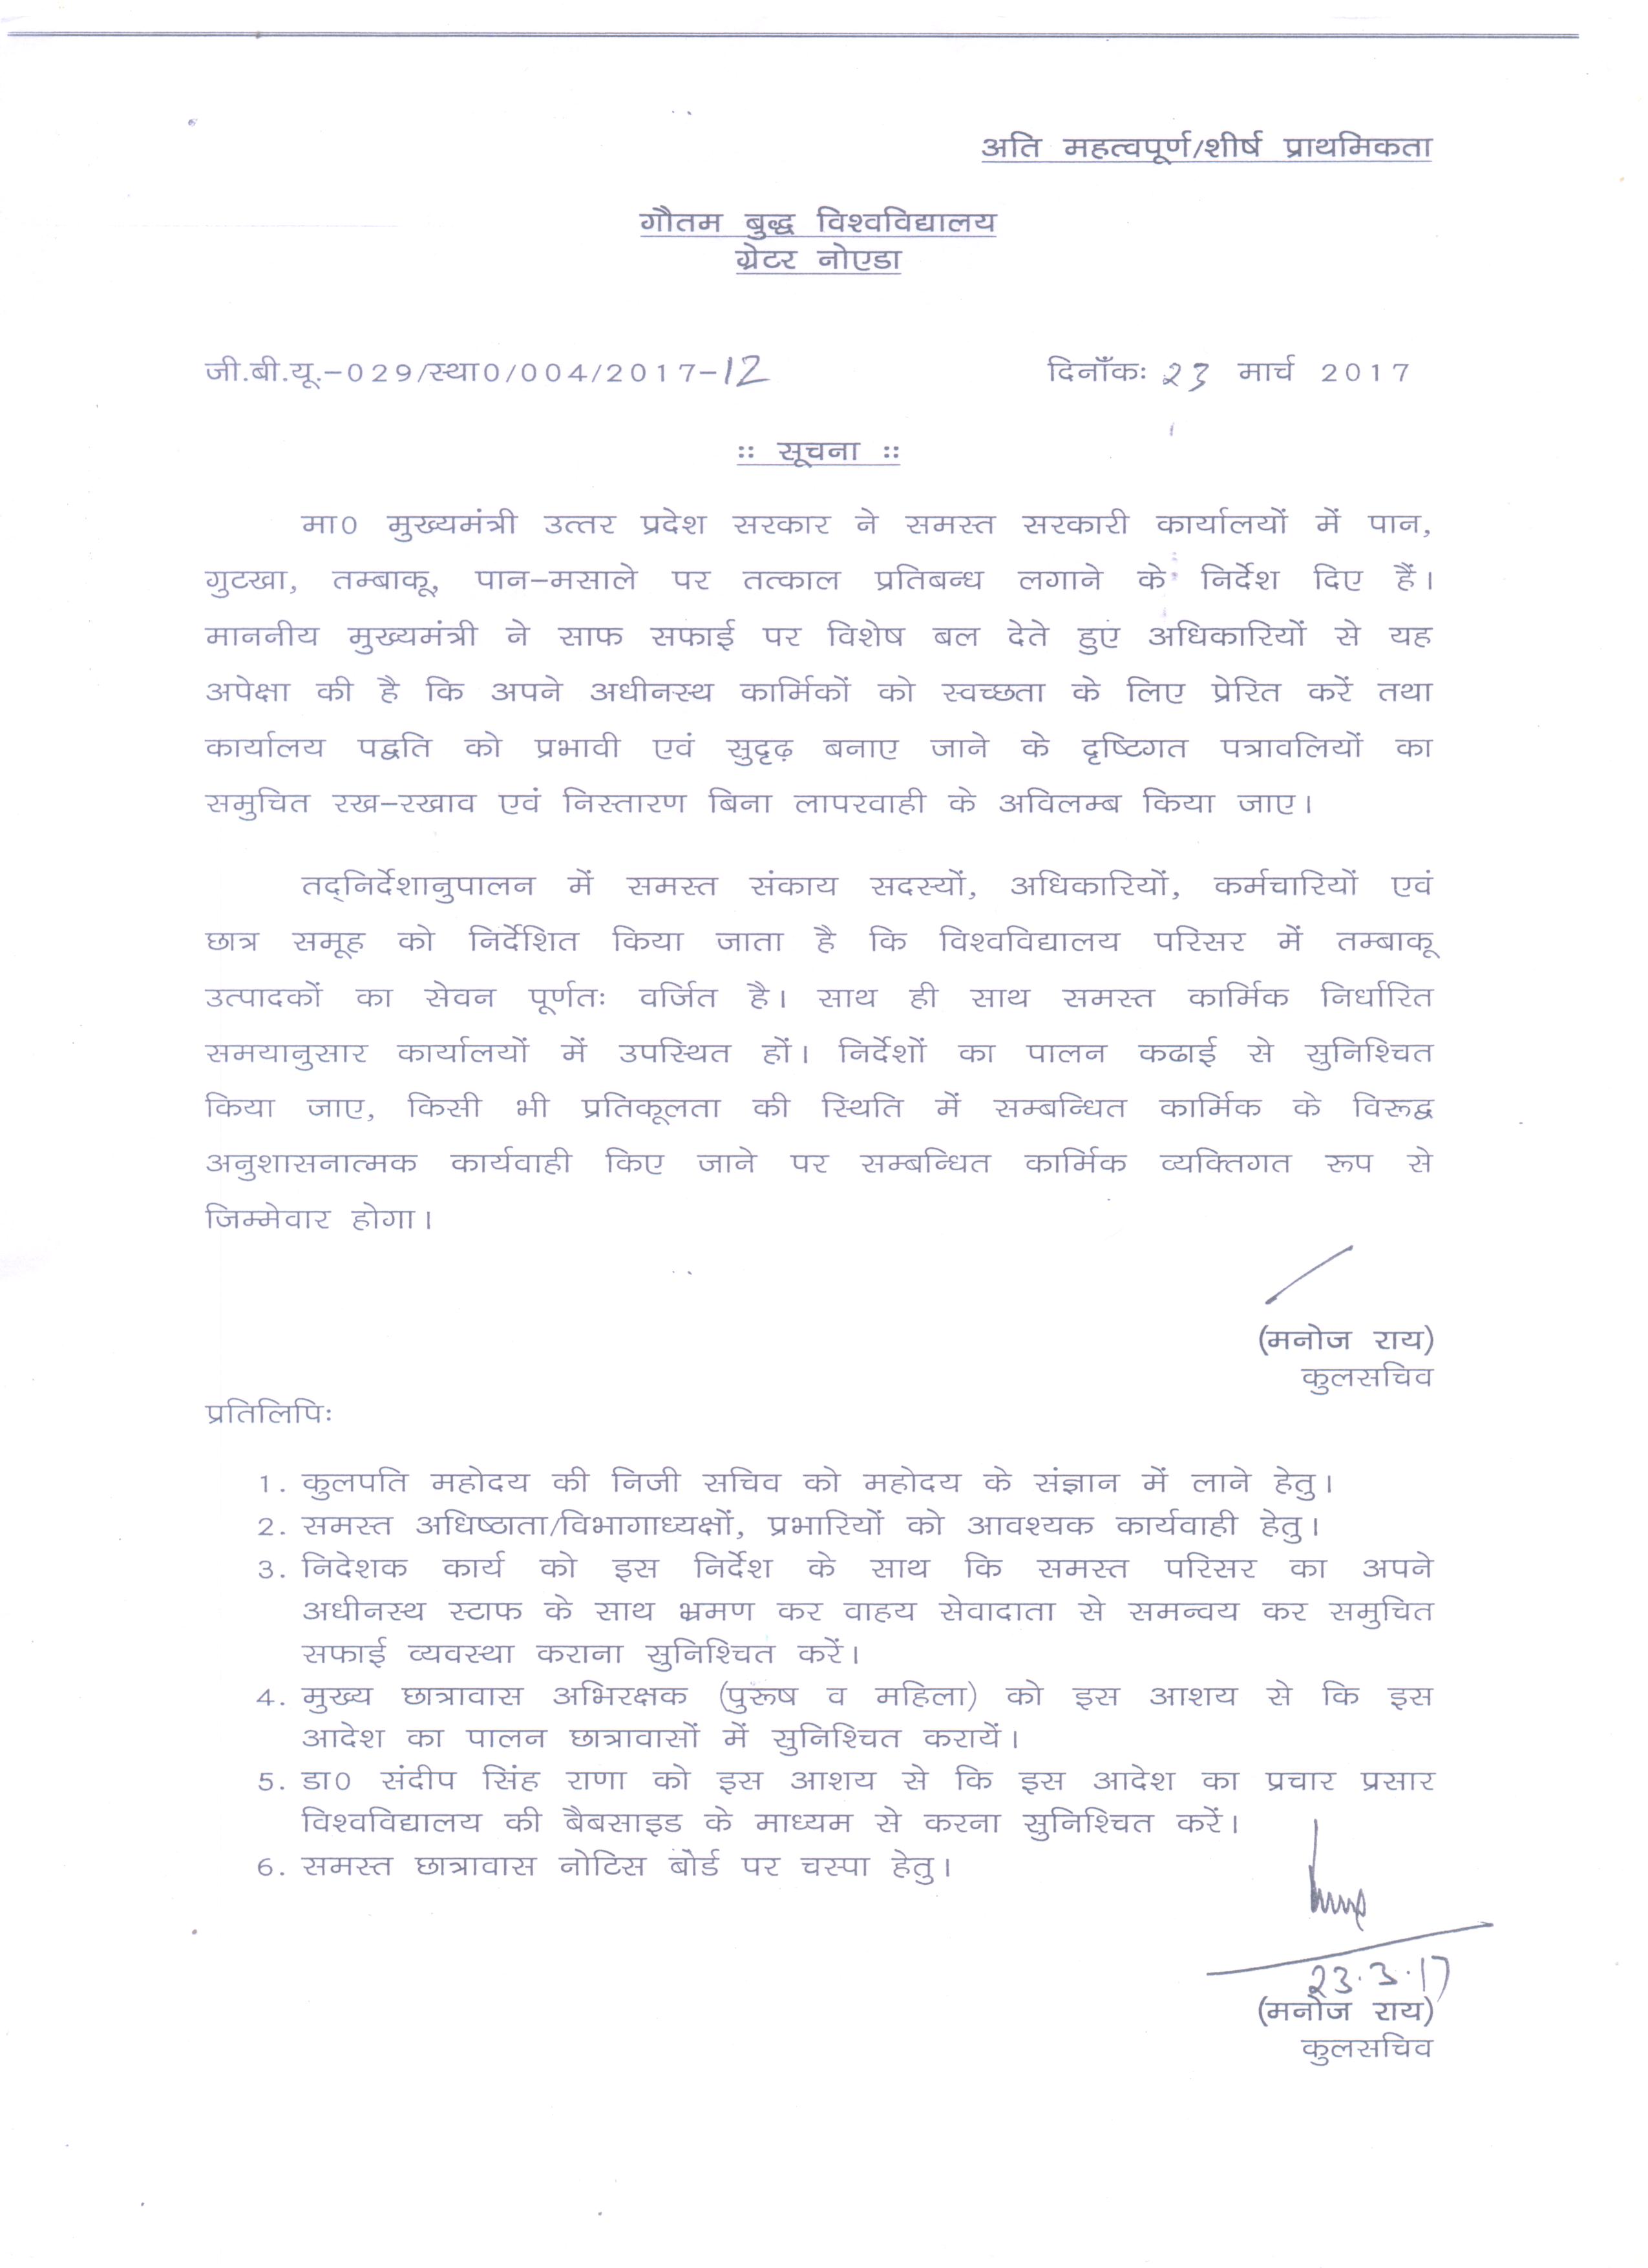 अति महत्वपूर्ण/शीर्ष प्राथमिकता
गौतम बुद्ध विश्वविद्यालय
ग्रेटर नोएडा
जी.बी.यू.-029/स्था0/004/2017-12 दिनाँकः 23 मार्च 2017
:: सूचना ::
मा0 मुख्यमंत्री उत्तर प्रदेश सरकार ने समस्त सरकारी कार्यालयों में पान,
गुटखा, तम्बाकू, पान-मसाले पर तत्काल प्रतिबन्ध लगाने के निर्देश दिए हैं।
माननीय मुख्यमंत्री ने साफ सफाई पर विशेष बल देते हुए अधिकारियों से यह
अपेक्षा की है कि अपने अधीनस्थ कार्मिकों को स्वच्छता के लिए प्रेरित करें तथा
कार्यालय पद्वति को प्रभावी एवं सुदृढ़ बनाए जाने के दृष्टिगत पत्रावलियों का
समुचित रख-रखाव एवं निस्तारण बिना लापरवाही के अविलम्ब किया जाए।
तद्निर्देशानुपालन में समस्त संकाय सदस्यों, अधिकारियों, कर्मचारियों एवं
छात्र समूह को निर्देशित किया जाता है कि विश्वविद्यालय परिसर में तम्बाकू
उत्पादकों का सेवन पूर्णतः वर्जित है। साथ ही साथ समस्त कार्मिक निर्धारित
समयानुसार कार्यालयों में उपस्थित हों। निर्देशों का पालन कढाई से सुनिश्चित
किया जाए, किसी भी प्रतिकूलता की स्थिति में सम्बन्धित कार्मिक के विरूद्व
अनुशासनात्मक कार्यवाही किए जाने पर सम्बन्धित कार्मिक व्यक्तिगत रूप से
जिम्मेवार होगा।
(मनोज राय)
कुलसचिव
प्रतिलिपिः
1. कुलपति महोदय की निजी सचिव को महोदय के संज्ञान में लाने हेतु।
2. समस्त अधिष्ठाता/विभागाध्यक्षों, प्रभारियों को आवश्यक कार्यवाही हेतु।
3. निदेशक कार्य को इस निर्देश के साथ कि समस्त परिसर का अपने
अधीनस्थ स्टाफ के साथ भ्रमण कर वाहय सेवादाता से समन्वय कर समुचित
सफाई व्यवस्था कराना सुनिश्चित करें।
4. मुख्य छात्रावास अभिरक्षक (पुरूष व महिला) को इस आशय से कि इस
आदेश का पालन छात्रावासों में सुनिश्चित करायें।
5. डा0 संदीप सिंह राणा को इस आशय से कि इस आदेश का प्रचार प्रसार
विश्वविद्यालय की बैबसाइड के माध्यम से करना सुनिश्चित करें।
6. समस्त छात्रावास नोटिस बोर्ड पर चस्पा हेतु।
23.3.17
(मनोज राय)
कुलसचिव